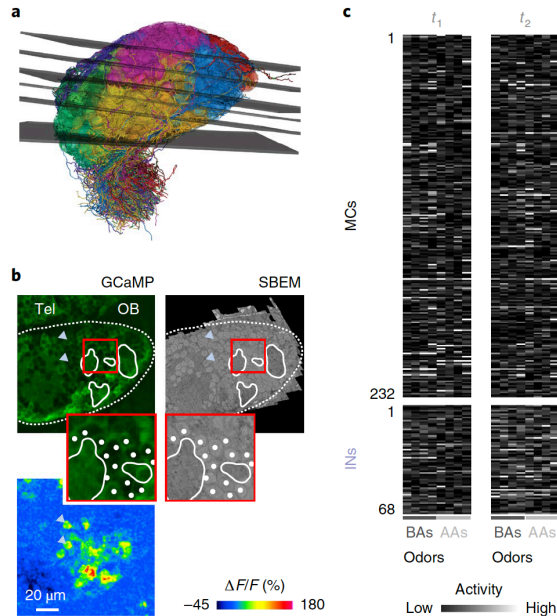 a
b
GCaMP
SBEM
Tel
OB
20 µm
ΔF/F (%)
−45
180
c
t1
t2
1
MCs
232
1
INs
68
BAs AAs
BAs AAs
Odors
Odors
Activity
Low
High